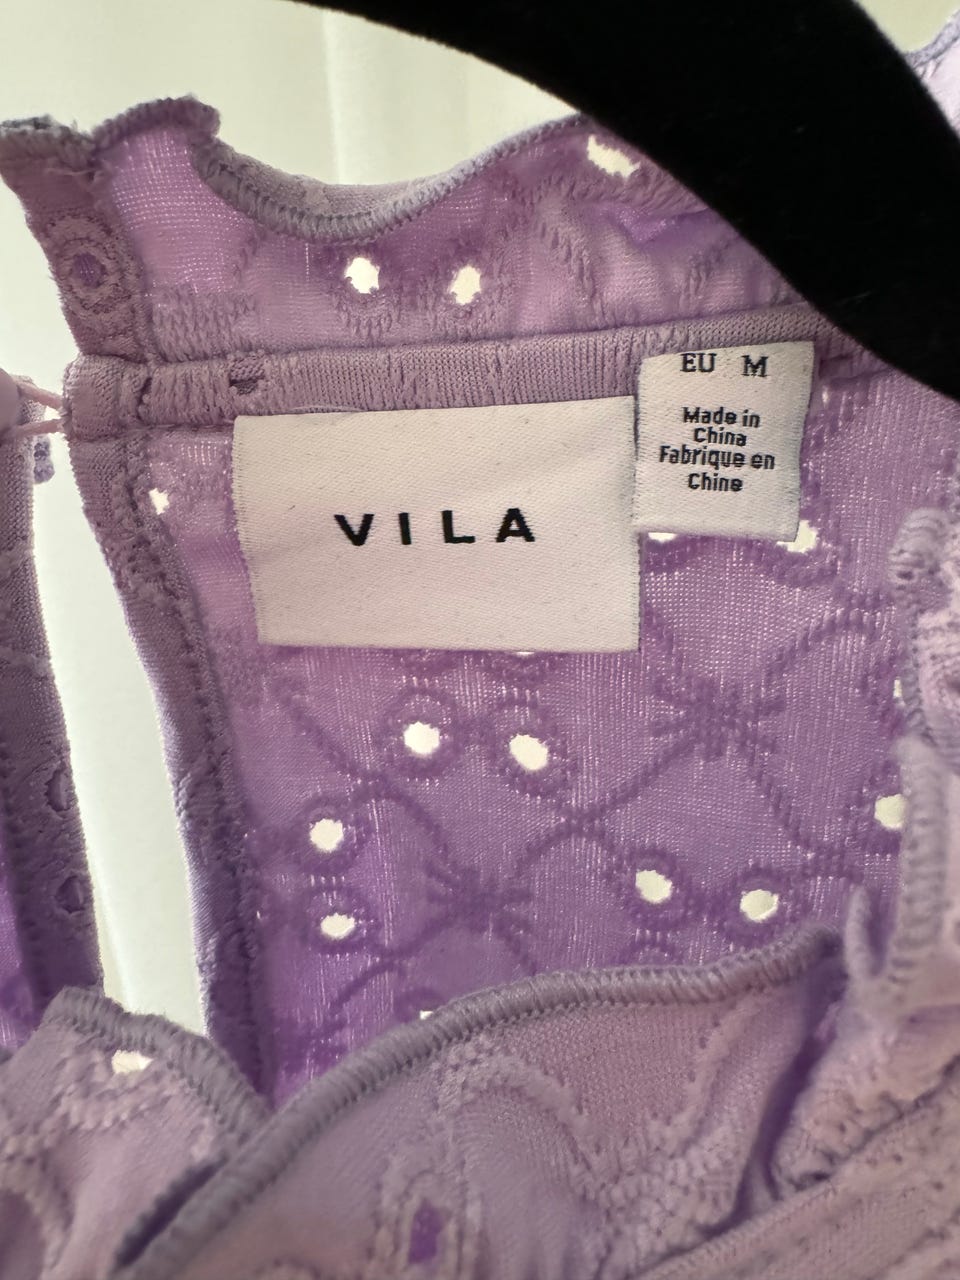 VILA
EU M
Made in
China
Fabrique en
Chine